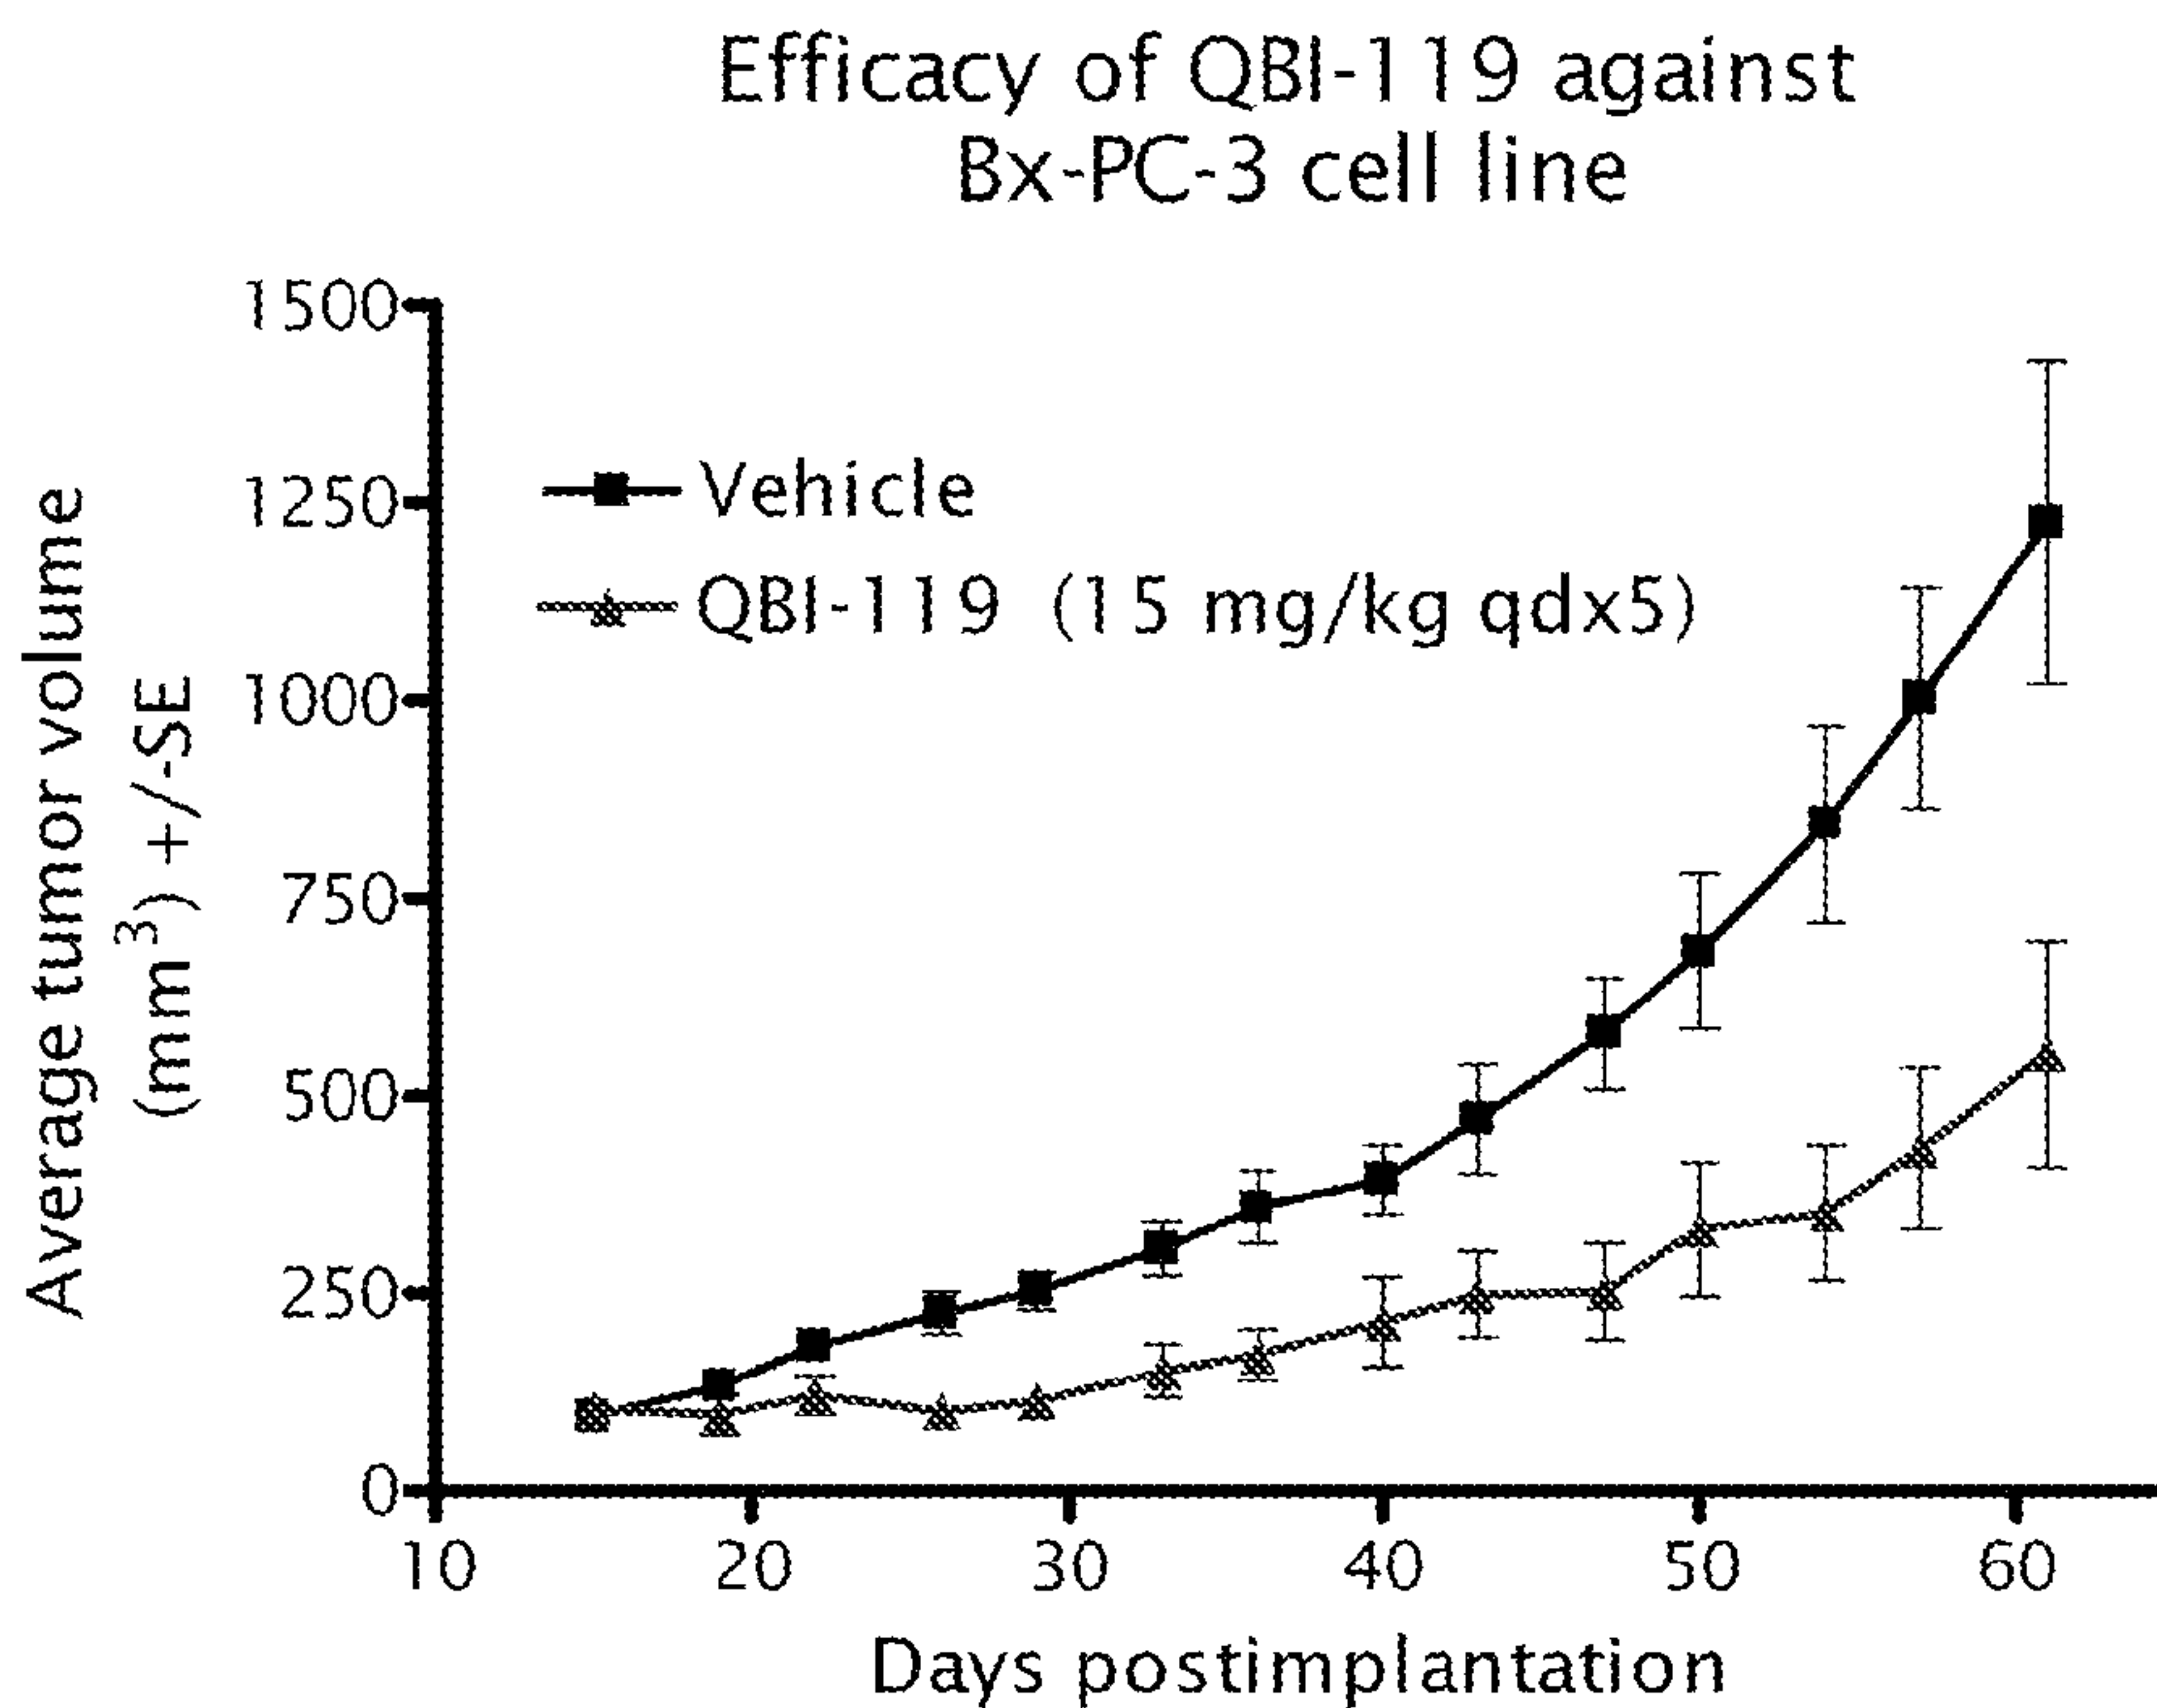 Efficacy of QBI-119 against
Bx-PC-3 cell line
Average tumor volume
(mm³) +/-SE
1500
1250
1000
750
500
250
0
Vehicle
QBI-119 (15 mg/kg qdx5)
10 20 30 40 50 60
Days postimplantation